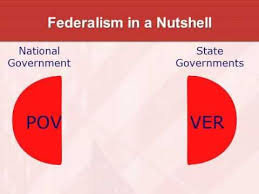 Federalism in a Nutshell
National
Government
State
Governments
POV
VER